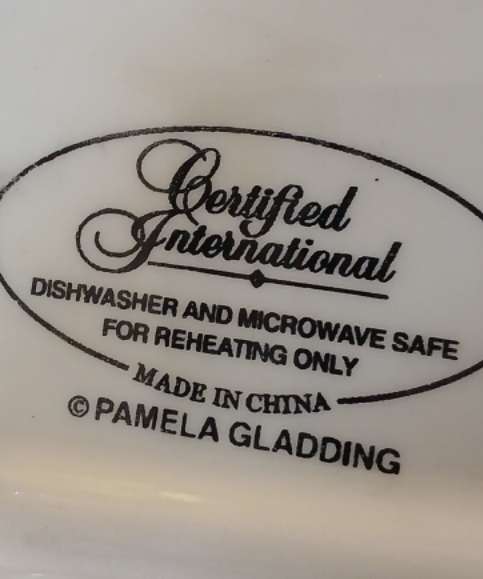 Certified
International
DISHWASHER AND MICROWAVE SAFE
FOR REHEATING ONLY
MADE IN CHINA
© PAMELA GLADDING